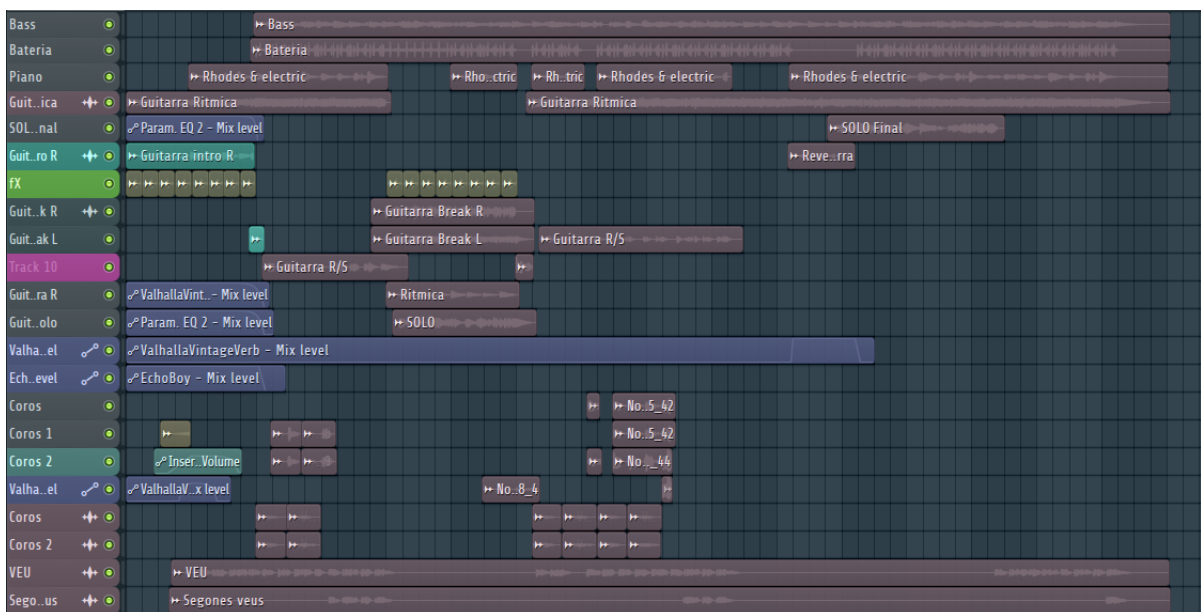 Bass Bass
Bateria Bateria
Piano Rhodes & electric Rho..ctric Rh..tric Rhodes & electric Rhodes & electric
Guit..ica Guitarra Ritmica Guitarra Ritmica
SOL..nal Param. EQ 2 - Mix level SOLO Final
Guit..ro R Guitarra intro R Reve..rra
fX
Guit..k R Guitarra Break R
Guit..ak L Guitarra Break L Guitarra R/S
Track 10 Guitarra R/S
Guit..ra R ValhallaVint..- Mix level Ritmica
Guit..olo Param. EQ 2 - Mix level SOLO
Valha..el ValhallaVintageVerb - Mix level
Ech..evel EchoBoy - Mix level
Coros No..5_42
Coros 1 No..5_42
Coros 2 Inser..Volume No.._44
Valha..el ValhallaV..x level No..8_4
Coros
Coros 2
VEU VEU
Sego..us Segones veus